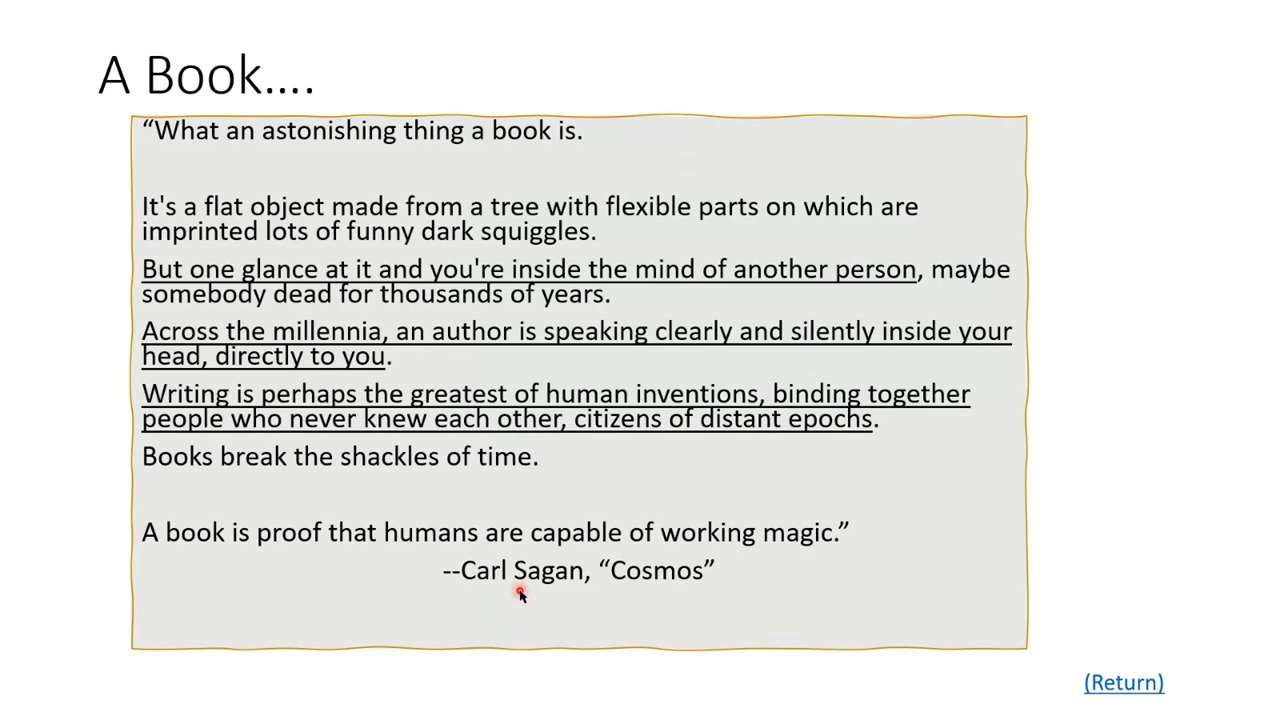 A Book....
“What an astonishing thing a book is.
It's a flat object made from a tree with flexible parts on which are
imprinted lots of funny dark squiggles.
But one glance at it and you're inside the mind of another person, maybe
somebody dead for thousands of years.
Across the millennia, an author is speaking clearly and silently inside your
head, directly to you.
Writing is perhaps the greatest of human inventions, binding together
people who never knew each other, citizens of distant epochs.
Books break the shackles of time.
A book is proof that humans are capable of working magic.”
--Carl Sagan, “Cosmos”
(Return)